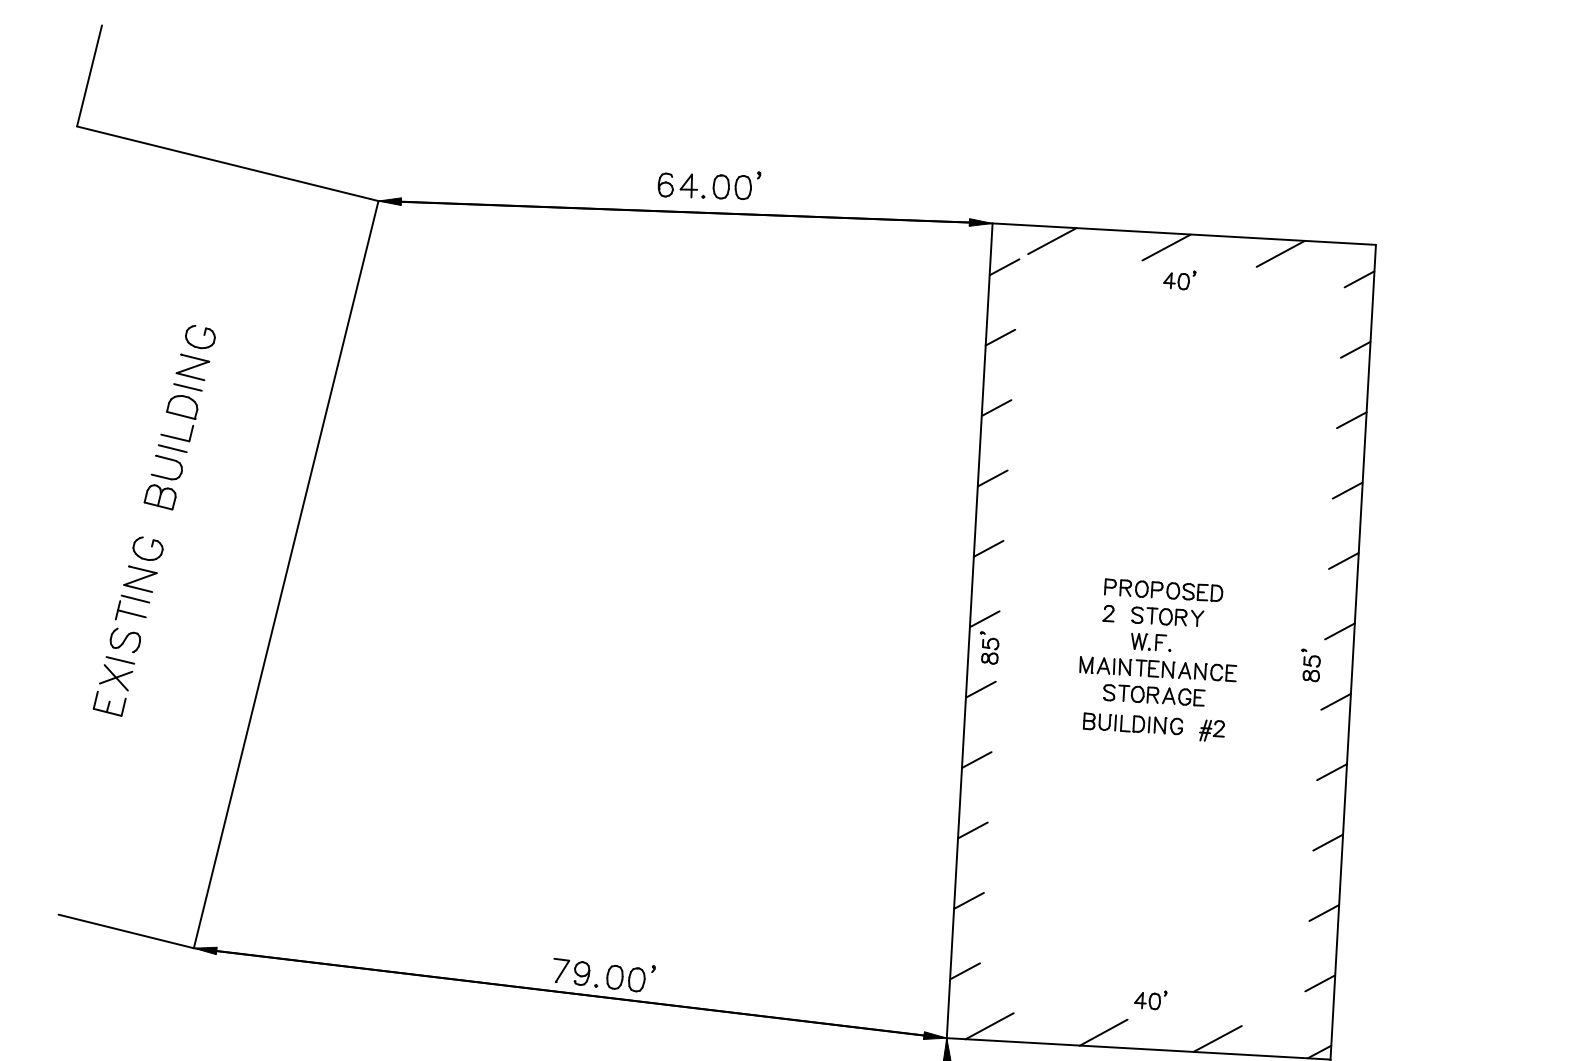 64.00'
40'
EXISTING BUILDING
PROPOSED
2 STORY
W.F.
MAINTENANCE
STORAGE
BUILDING #2
85'
85'
79.00'
40'